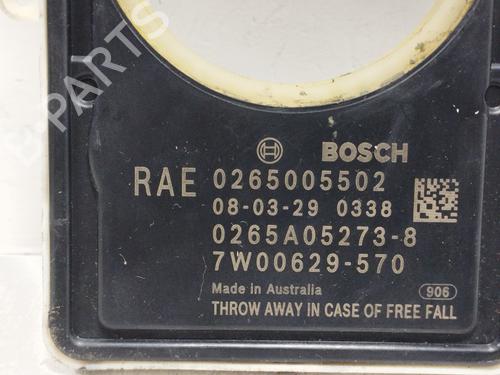 B-PARTS
BOSCH
RAE 0265005502
08-03-29 0338
0265A05273-8
7W00629-570
Made in Australia 906
THROW AWAY IN CASE OF FREE FALL